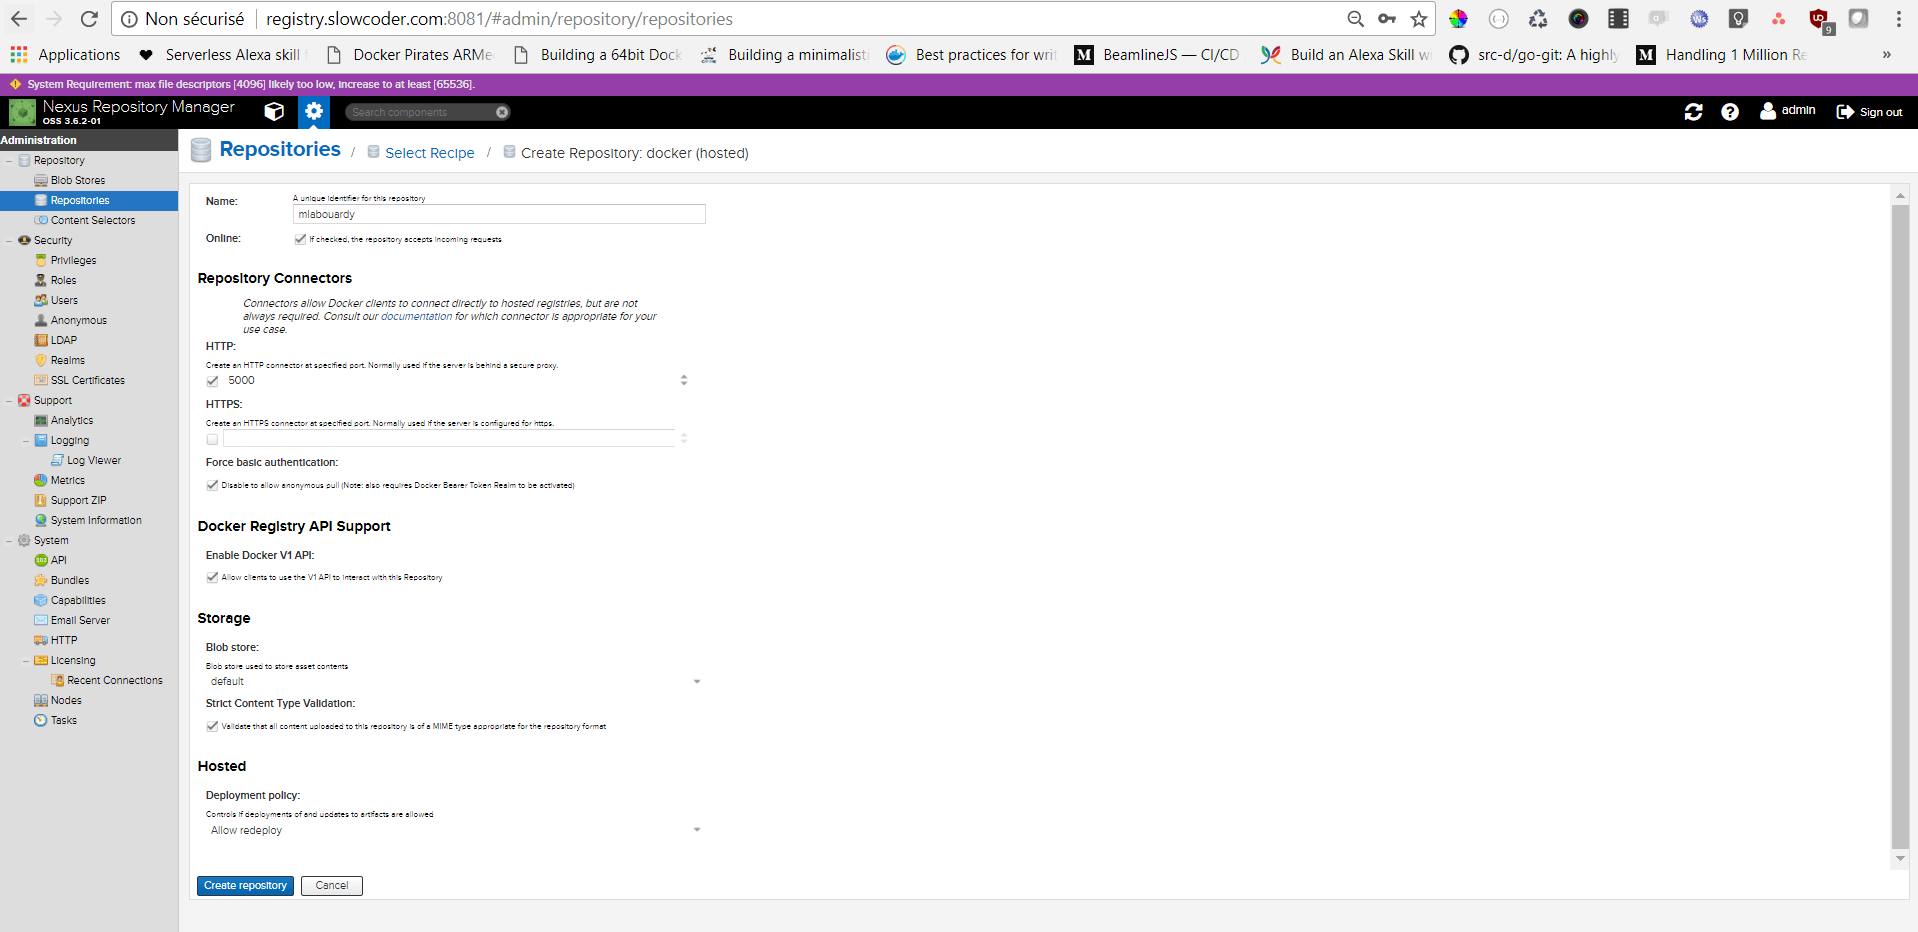 Non sécurisé registry.slowcoder.com:8081/#admin/repository/repositories
9
Applications Serverless Alexa skill Docker Pirates ARMe Building a 64bit Dock Building a minimalisti Best practices for writ BeamlineJS — CI/CD Build an Alexa Skill wi src-d/go-git: A highly Handling 1 Million Re »
System Requirement: max file descriptors [4096] likely too low, increase to at least [65536].
Nexus Repository Manager
OSS 3.6.2-01
Search components
admin
Sign out
Administration
Repository
Blob Stores
Repositories
Content Selectors
Security
Privileges
Roles
Users
Anonymous
LDAP
Realms
SSL Certificates
Support
Analytics
Logging
Log Viewer
Metrics
Support ZIP
System Information
System
API
Bundles
Capabilities
Email Server
HTTP
Licensing
Recent Connections
Nodes
Tasks
Repositories / Select Recipe / Create Repository: docker (hosted)
Name: A unique identifier for this repository
mlabouardy
Online: If checked, the repository accepts incoming requests
Repository Connectors
Connectors allow Docker clients to connect directly to hosted registries, but are not
always required. Consult our documentation for which connector is appropriate for your
use case.
HTTP:
Create an HTTP connector at specified port. Normally used if the server is behind a secure proxy.
5000
HTTPS:
Create an HTTPS connector at specified port. Normally used if the server is configured for https.
Force basic authentication:
Disable to allow anonymous pull (Note: also requires Docker Bearer Token Realm to be activated)
Docker Registry API Support
Enable Docker V1 API:
Allow clients to use the V1 API to interact with this Repository
Storage
Blob store:
Blob store used to store asset contents
default
Strict Content Type Validation:
Validate that all content uploaded to this repository is of a MIME type appropriate for the repository format
Hosted
Deployment policy:
Controls if deployments of and updates to artifacts are allowed
Allow redeploy
Create repository Cancel